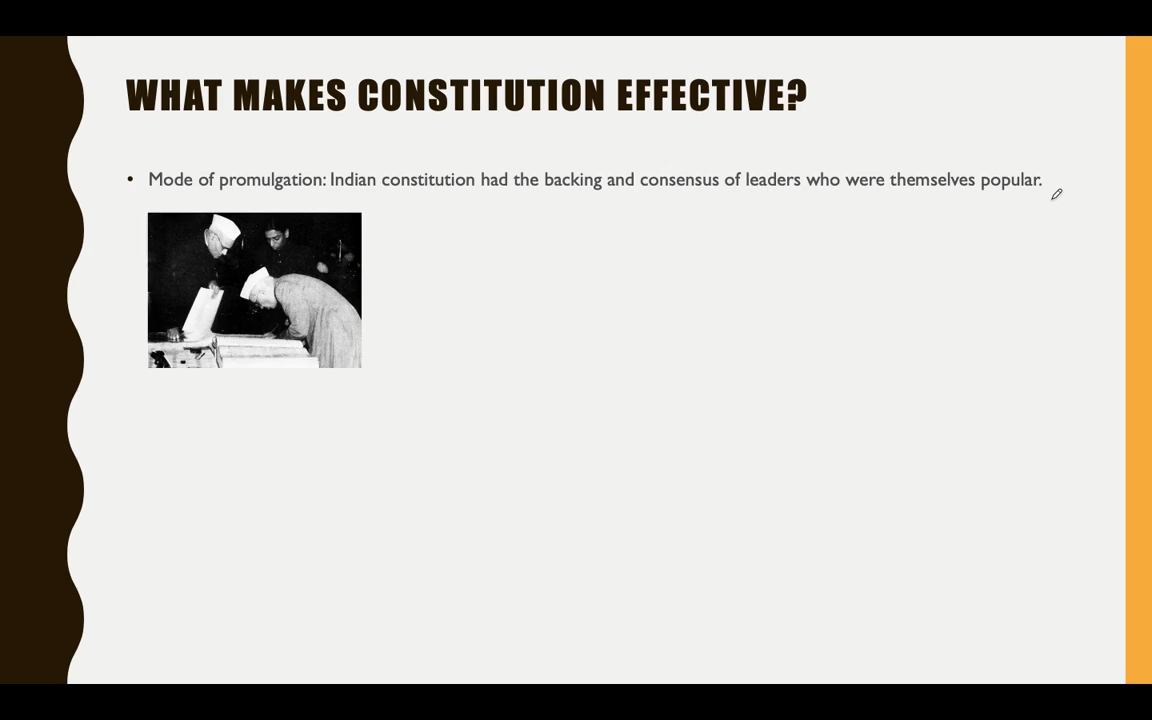 WHAT MAKES CONSTITUTION EFFECTIVE?
• Mode of promulgation: Indian constitution had the backing and consensus of leaders who were themselves popular.